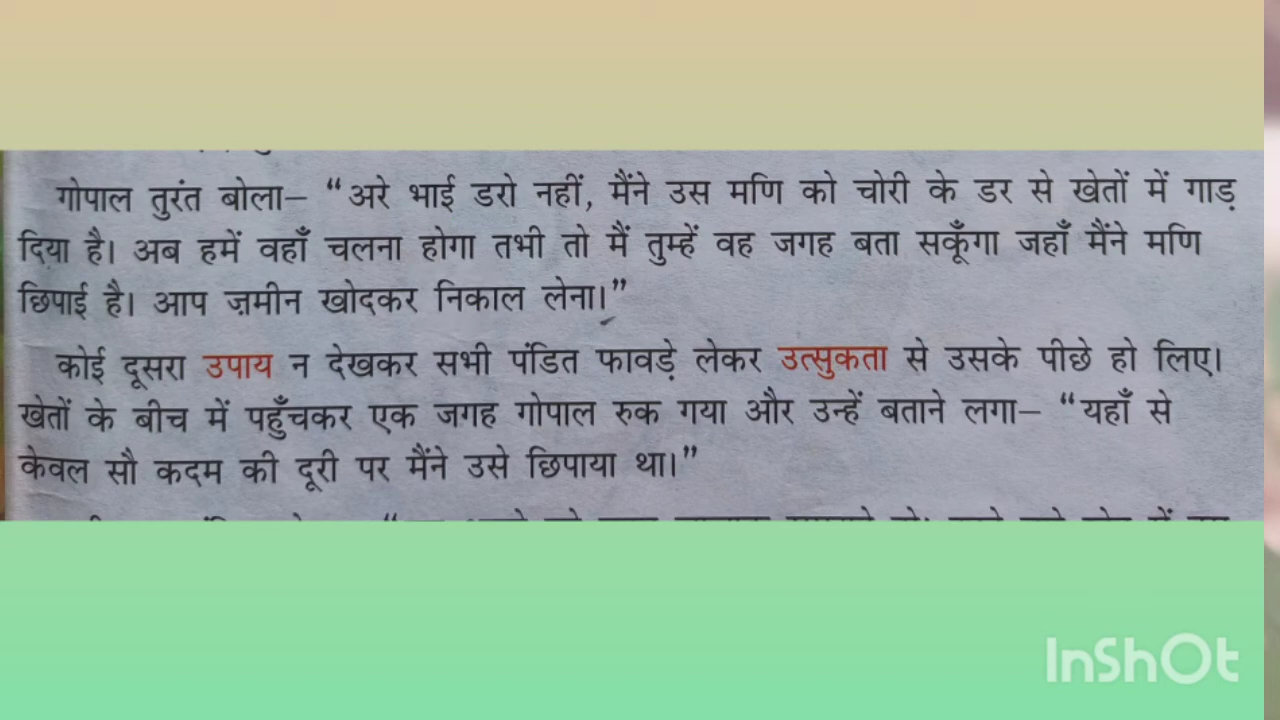 गोपाल तुरंत बोला– “अरे भाई डरो नहीं, मैंने उस मणि को चोरी के डर से खेतों में गाड़
दिया है। अब हमें वहाँ चलना होगा तभी तो मैं तुम्हें वह जगह बता सकूँगा जहाँ मैंने मणि
छिपाई है। आप ज़मीन खोदकर निकाल लेना।”
कोई दूसरा उपाय न देखकर सभी पंडित फावड़े लेकर उत्सुकता से उसके पीछे हो लिए।
खेतों के बीच में पहुँचकर एक जगह गोपाल रुक गया और उन्हें बताने लगा– “यहाँ से
केवल सौ कदम की दूरी पर मैंने उसे छिपाया था।”
InShOt